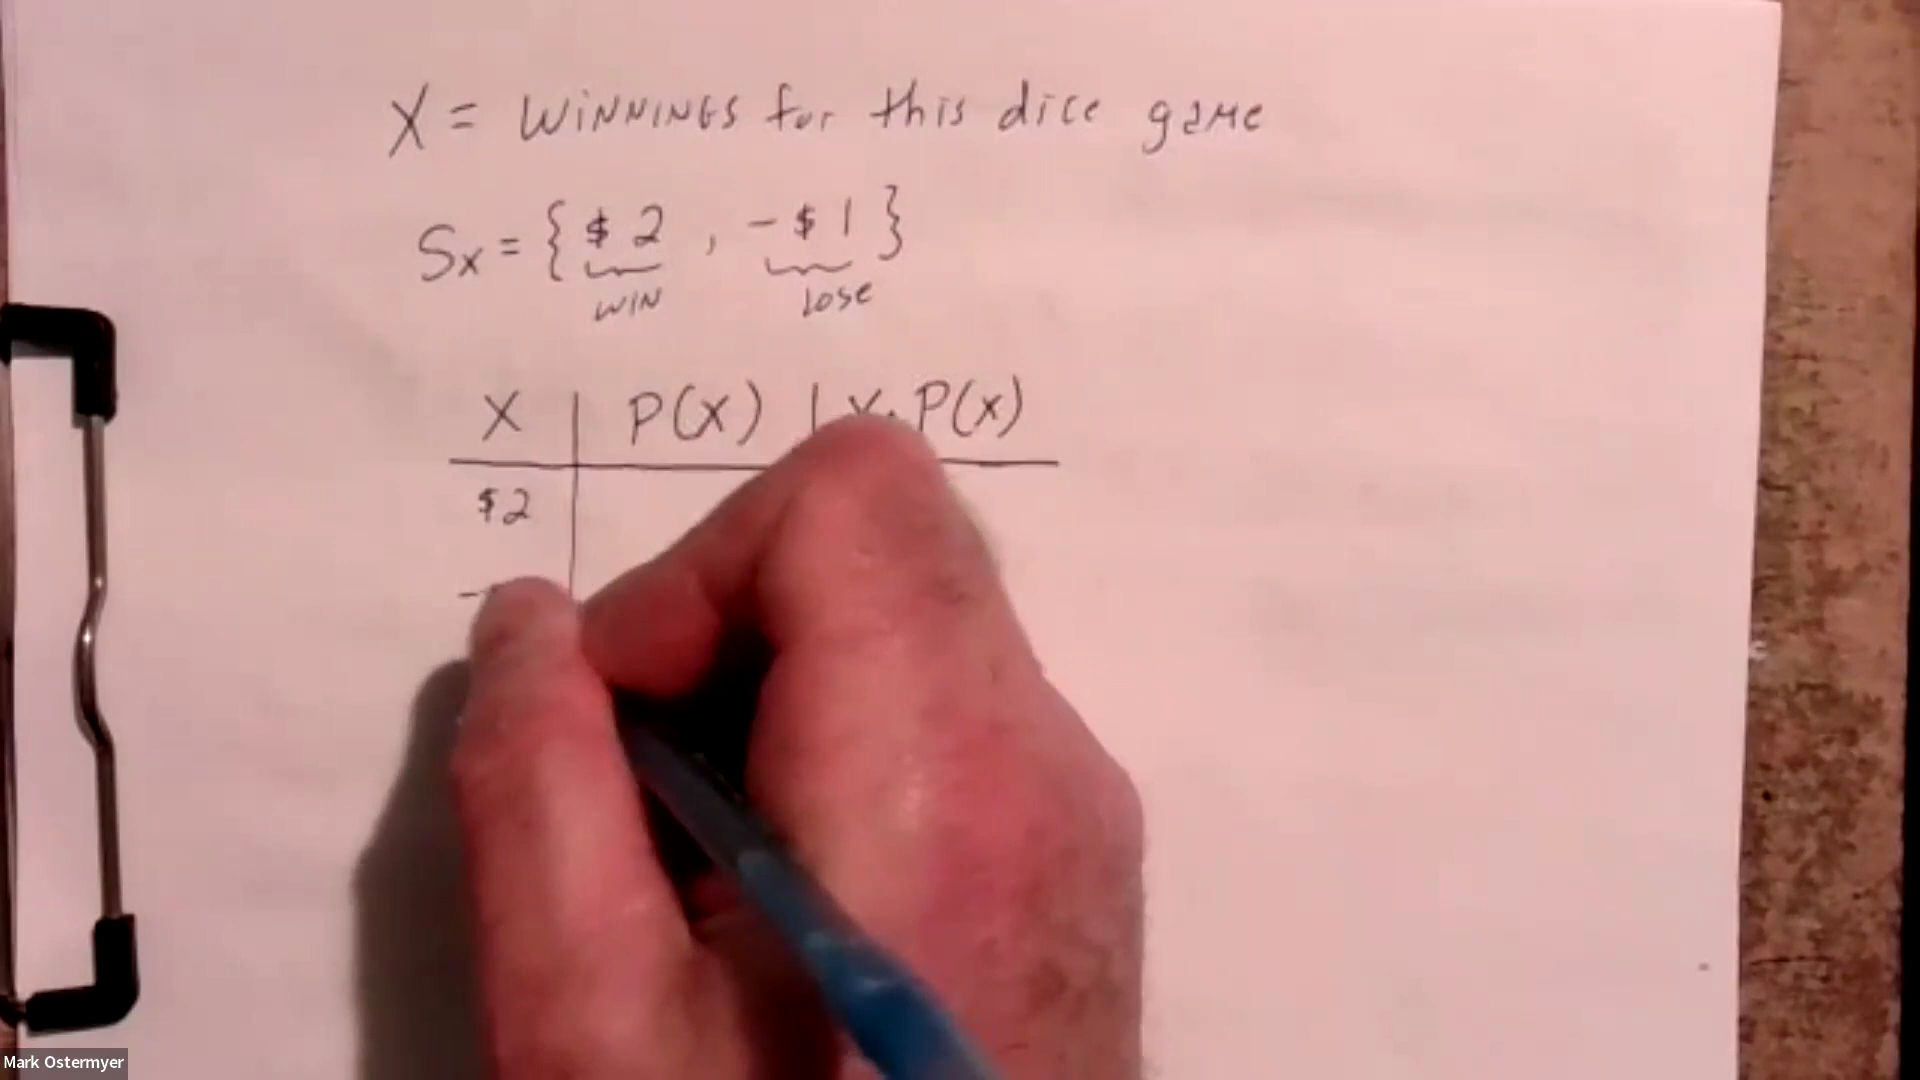 X = WINNINGS for this dice game
Sx = { $ 2 , - $ 1 }
WIN lose
X P(X) X · P(x)
$2
-
Mark Ostermyer